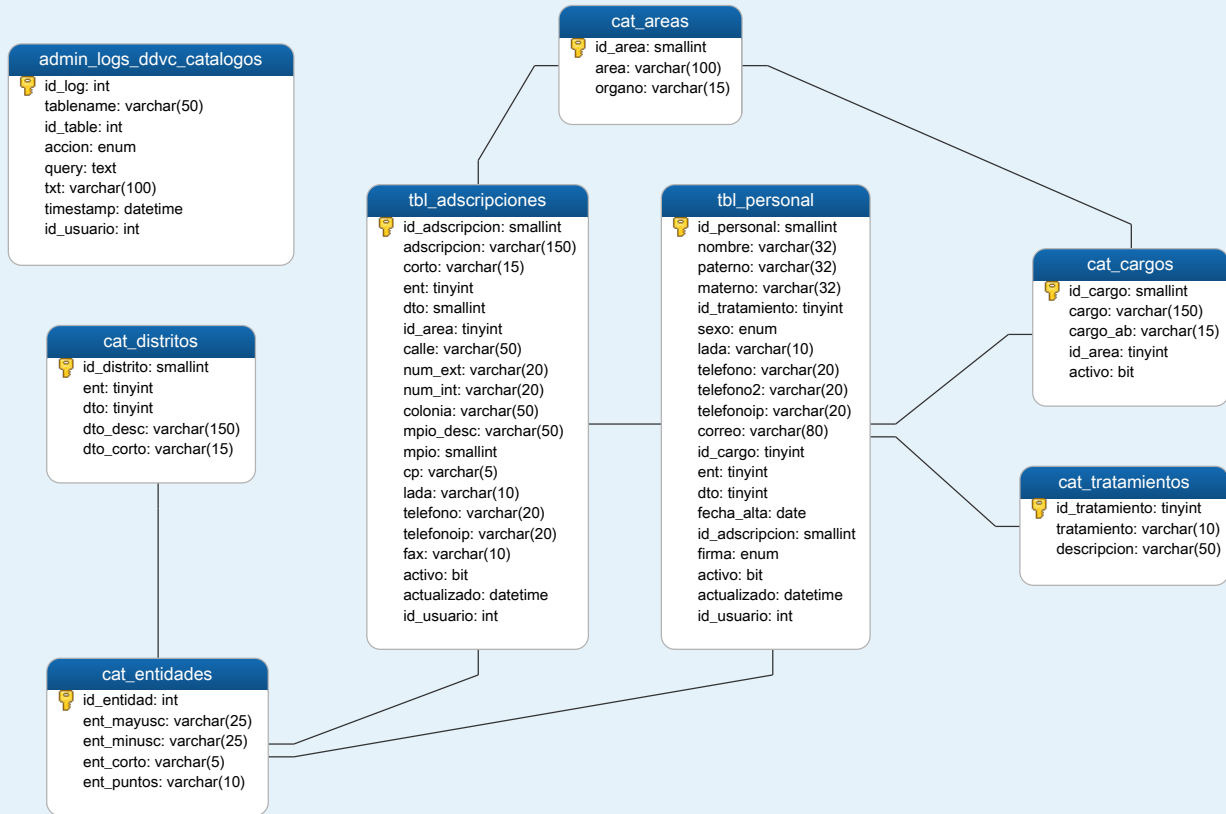 admin_logs_ddvc_catalogos
id_log: int
tablename: varchar(50)
id_table: int
accion: enum
query: text
txt: varchar(100)
timestamp: datetime
id_usuario: int
cat_areas
id_area: smallint
area: varchar(100)
organo: varchar(15)
tbl_adscripciones
id_adscripcion: smallint
adscripcion: varchar(150)
corto: varchar(15)
ent: tinyint
dto: smallint
id_area: tinyint
calle: varchar(50)
num_ext: varchar(20)
num_int: varchar(20)
colonia: varchar(50)
mpio_desc: varchar(50)
mpio: smallint
cp: varchar(5)
lada: varchar(10)
telefono: varchar(20)
telefonoip: varchar(20)
fax: varchar(10)
activo: bit
actualizado: datetime
id_usuario: int
tbl_personal
id_personal: smallint
nombre: varchar(32)
paterno: varchar(32)
materno: varchar(32)
id_tratamiento: tinyint
sexo: enum
lada: varchar(10)
telefono: varchar(20)
telefono2: varchar(20)
telefonoip: varchar(20)
correo: varchar(80)
id_cargo: tinyint
ent: tinyint
dto: tinyint
fecha_alta: date
id_adscripcion: smallint
firma: enum
activo: bit
actualizado: datetime
id_usuario: int
cat_cargos
id_cargo: smallint
cargo: varchar(150)
cargo_ab: varchar(15)
id_area: tinyint
activo: bit
cat_distritos
id_distrito: smallint
ent: tinyint
dto: tinyint
dto_desc: varchar(150)
dto_corto: varchar(15)
cat_tratamientos
id_tratamiento: tinyint
tratamiento: varchar(10)
descripcion: varchar(50)
cat_entidades
id_entidad: int
ent_mayusc: varchar(25)
ent_minusc: varchar(25)
ent_corto: varchar(5)
ent_puntos: varchar(10)